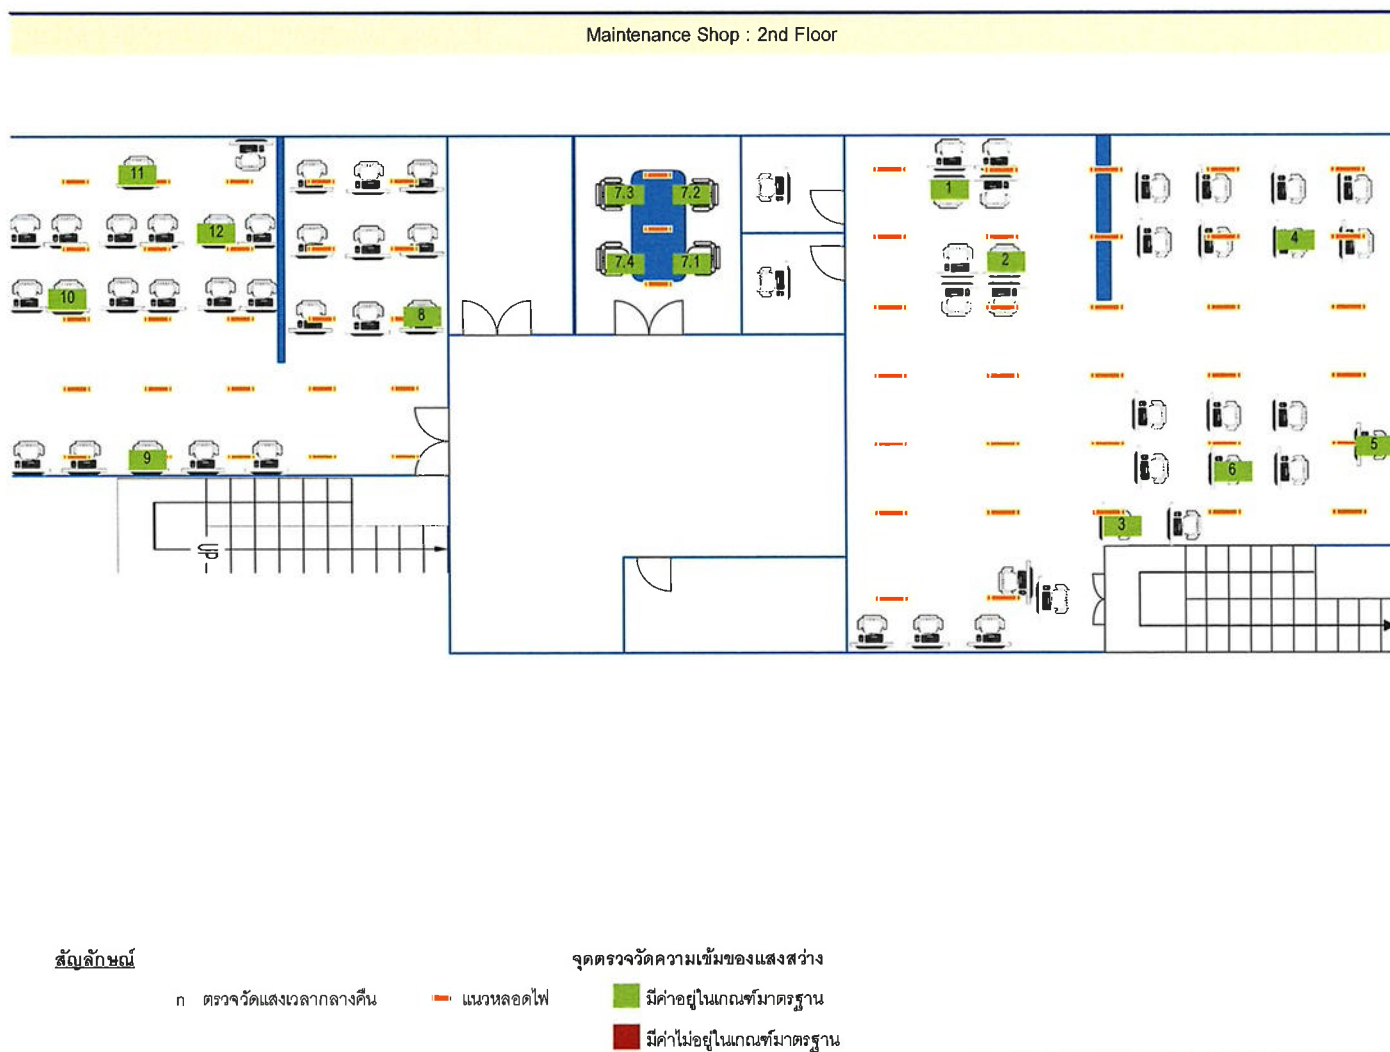 Maintenance Shop : 2nd Floor
11
12
10
8
9
7.3
7.2
7.4
7.1
1
2
4
5
6
3
UP
สัญลักษณ์
n ตรวจวัดแสงเวลากลางคืน
แนวหลอดไฟ
จุดตรวจวัดความเข้มของแสงสว่าง
มีค่าอยู่ในเกณฑ์มาตรฐาน
มีค่าไม่อยู่ในเกณฑ์มาตรฐาน